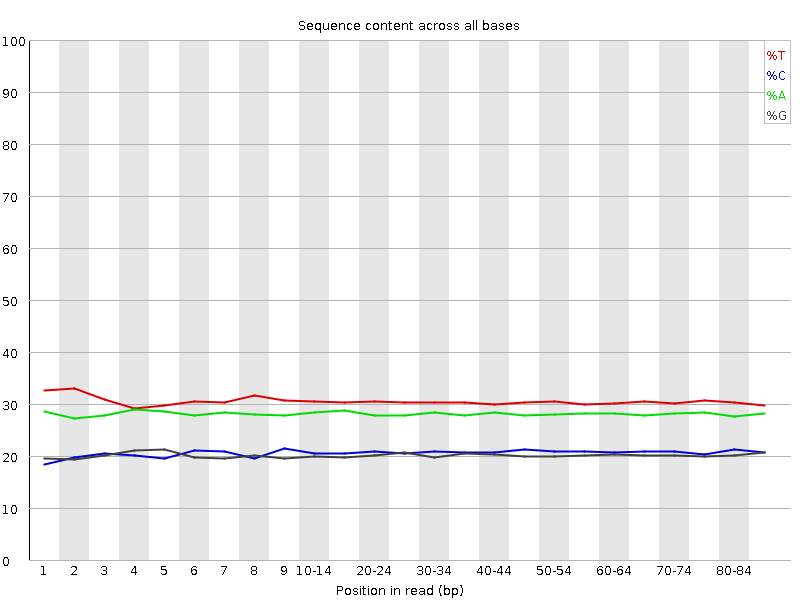 Sequence content across all bases
100
90
80
70
60
50
40
30
20
10
0
%T
%C
%A
%G
1 2 3 4 5 6 7 8 9 10-14 20-24 30-34 40-44 50-54 60-64 70-74 80-84
Position in read (bp)